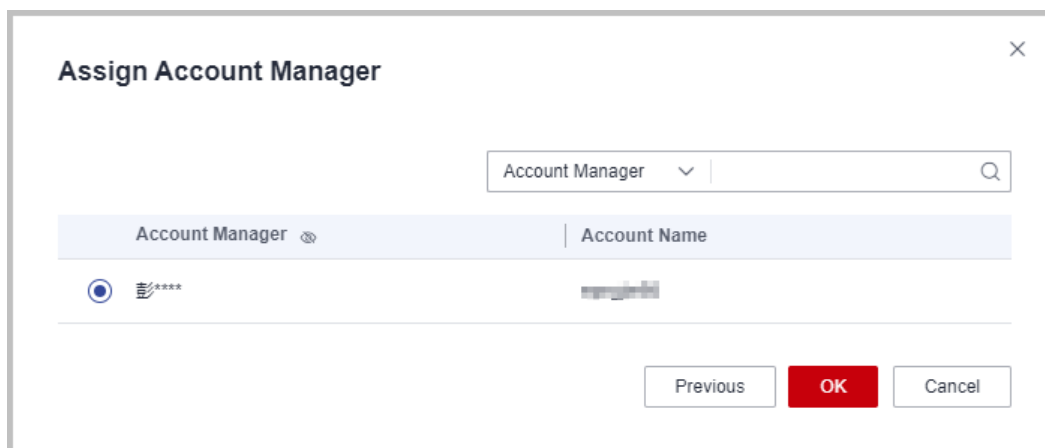 Assign Account Manager
Account Manager
Account Manager Account Name
彭****
Previous OK Cancel